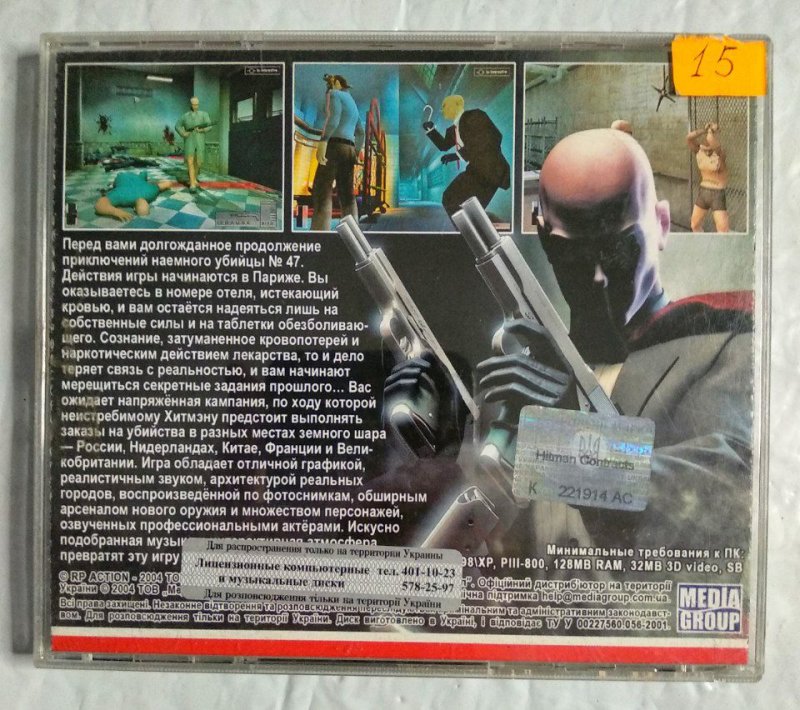 15
Перед вами долгожданное продолжение
приключений наемного убийцы № 47.
Действия игры начинаются в Париже. Вы
оказываетесь в номере отеля, истекающий
кровью, и вам остаётся надеяться лишь на
собственные силы и на таблетки обезболиваю-
щего. Сознание, затуманенное кровопотерей и
наркотическим действием лекарства, то и дело
теряет связь с реальностью, и вам начинают
мерещиться секретные задания прошлого... Вас
ожидает напряжённая кампания, по ходу которой
неистребимому Хитмэну предстоит выполнять
заказы на убийства в разных местах земного шара
— России, Нидерландах, Китае, Франции и Вели-
кобритании. Игра обладает отличной графикой,
реалистичным звуком, архитектурой реальных
городов, воспроизведённой по фотоснимкам, обширным
арсеналом нового оружия и множеством персонажей,
озвученных профессиональными актёрами. Искусно
подобранная атмосфера
превратят эту игру
Hitman Contracts
К 221914 АС
Для распространения только на территории Украины
Лицензионные компьютерные тел. 401-10-23
и музыкальные диски 578-25-97
Для розповсюдження тільки на території України
Минимальные требования к ПК:
98\XP, PIII-800, 128MB RAM, 32MB 3D video, SB
© RP ACTION - 2004 ТОВ Офіційний дистриб'ютор на території
України © 2004 ТОВ підтримка help@mediagroup.com.ua.
Всі права захищені. Незаконне відтворення та розповсюдження та адміністративним законодавст-
вом. Для розповсюдження тільки на території України. Диск виготовлено в Україні, і відповідає ТУ У 00227560.056-2001.
MEDIA
GROUP